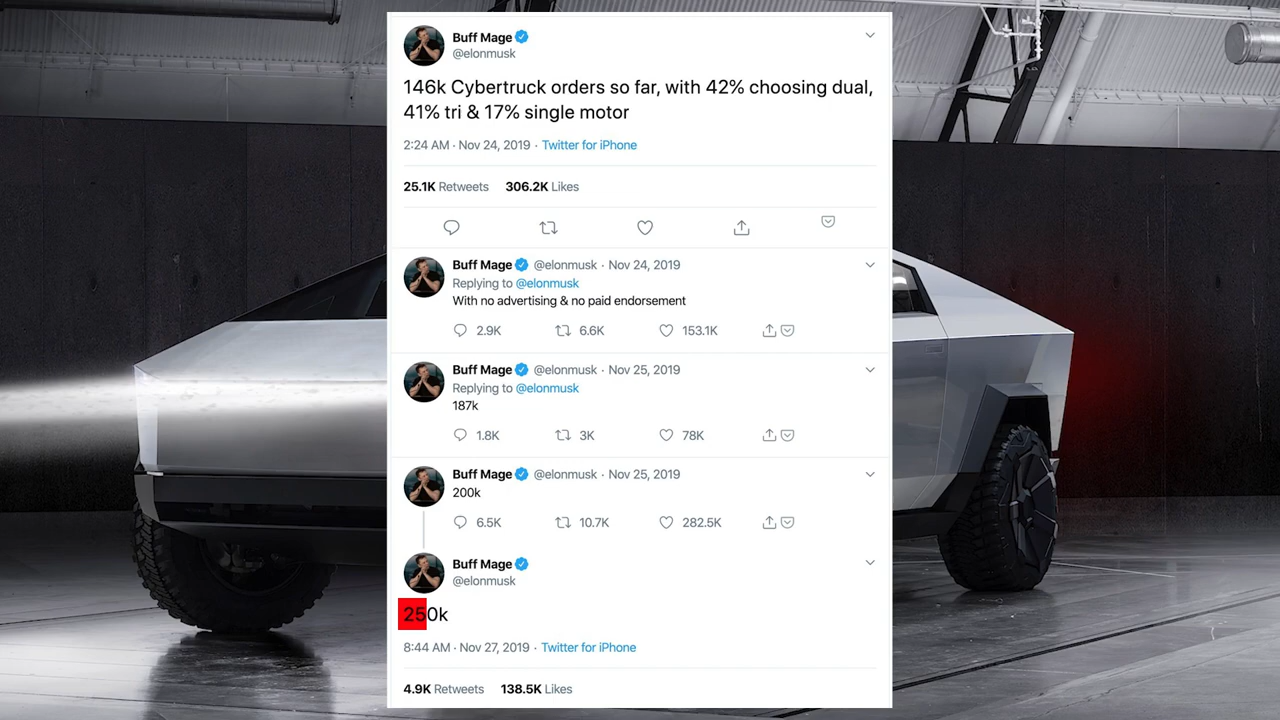 Buff Mage
@elonmusk
146k Cybertruck orders so far, with 42% choosing dual,
41% tri & 17% single motor
2:24 AM · Nov 24, 2019 · Twitter for iPhone
25.1K Retweets 306.2K Likes
Buff Mage @elonmusk · Nov 24, 2019
Replying to @elonmusk
With no advertising & no paid endorsement
2.9K 6.6K 153.1K
Buff Mage @elonmusk · Nov 25, 2019
Replying to @elonmusk
187k
1.8K 3K 78K
Buff Mage @elonmusk · Nov 25, 2019
200k
6.5K 10.7K 282.5K
Buff Mage
@elonmusk
250k
8:44 AM · Nov 27, 2019 · Twitter for iPhone
4.9K Retweets 138.5K Likes